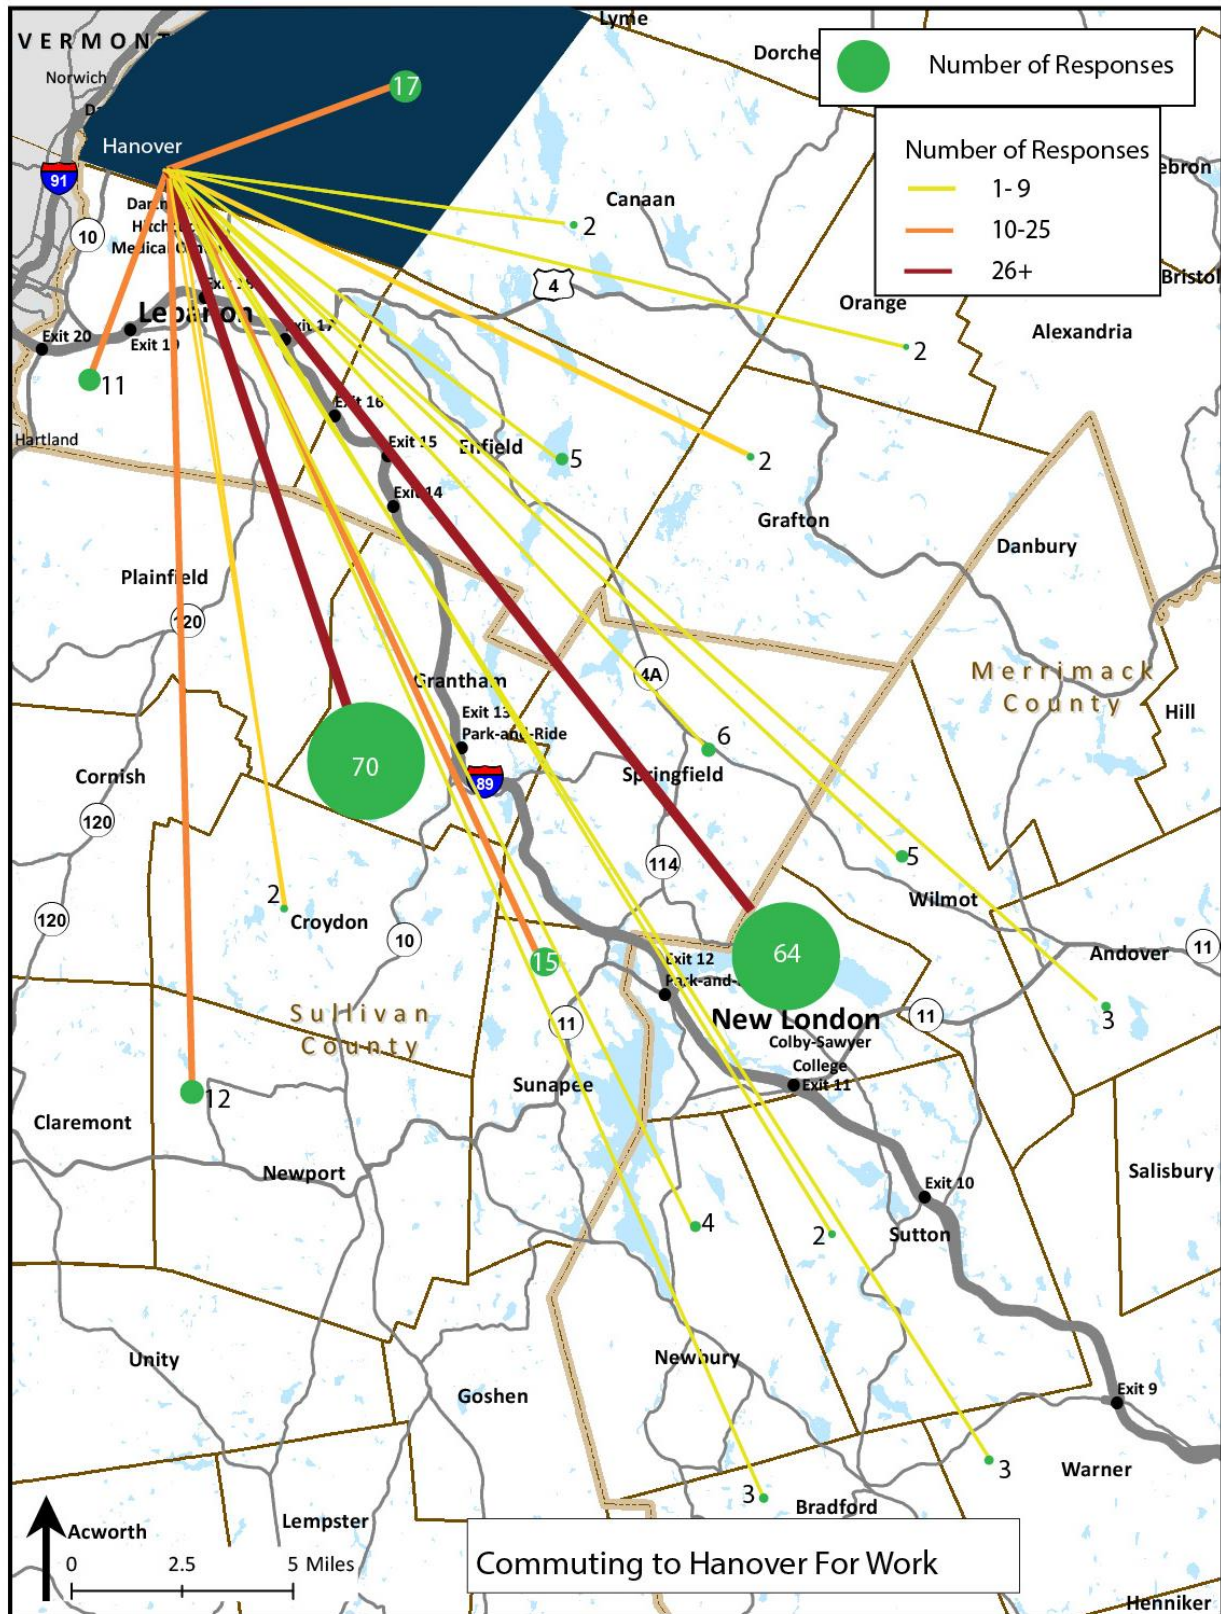 Lyme
VERMONT
Dorche
Number of Responses
Norwich
17
Number of Responses
Hanover
1-9
91
10-25
26+
ebron
10
Canaan
2
Medical
4
Orange
Bristol
Alexandria
Lebanon
Exit 17
Exit 20
Exit 19
2
11
Exit 16
Hartland
Exit 15
Enfield
5
2
Exit 14
Grafton
Danbury
Plainfield
120
Merrimack
County
4A
Grantham
Hill
Exit 13
Park-and-Ride
6
70
Cornish
Springfield
89
120
114
5
2
Wilmot
120
Croydon
10
15
64
Andover
11
Exit 12
Park-and-
Sullivan
County
11
New London
11
3
Colby-Sawyer
College
Sunapee
Exit 11
12
Claremont
Newport
Salisbury
Exit 10
4
2
Sutton
Unity
Newbury
Goshen
Exit 9
3
Warner
3
Bradford
Acworth
Lempster
0 2.5 5 Miles
Commuting to Hanover For Work
Henniker